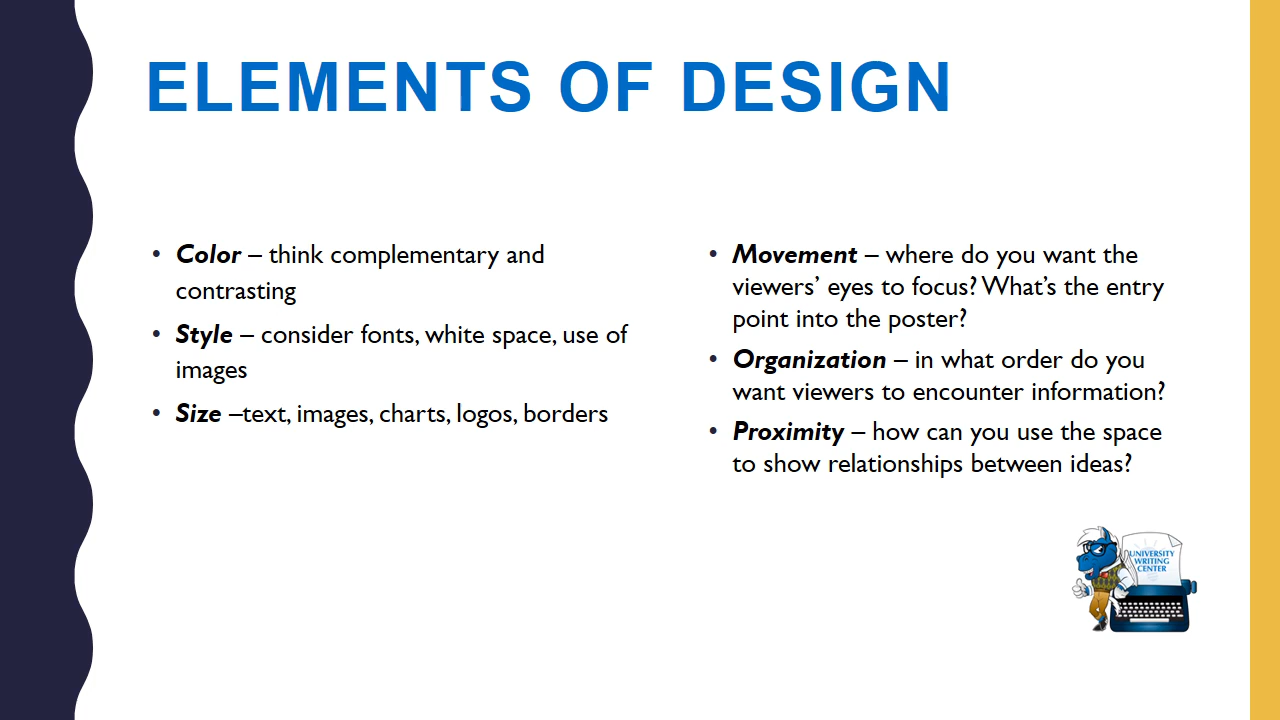 ELEMENTS OF DESIGN
• Color – think complementary and
contrasting
• Style – consider fonts, white space, use of
images
• Size –text, images, charts, logos, borders
• Movement – where do you want the
viewers’ eyes to focus? What’s the entry
point into the poster?
• Organization – in what order do you
want viewers to encounter information?
• Proximity – how can you use the space
to show relationships between ideas?
UNIVERSITY
WRITING
CENTER